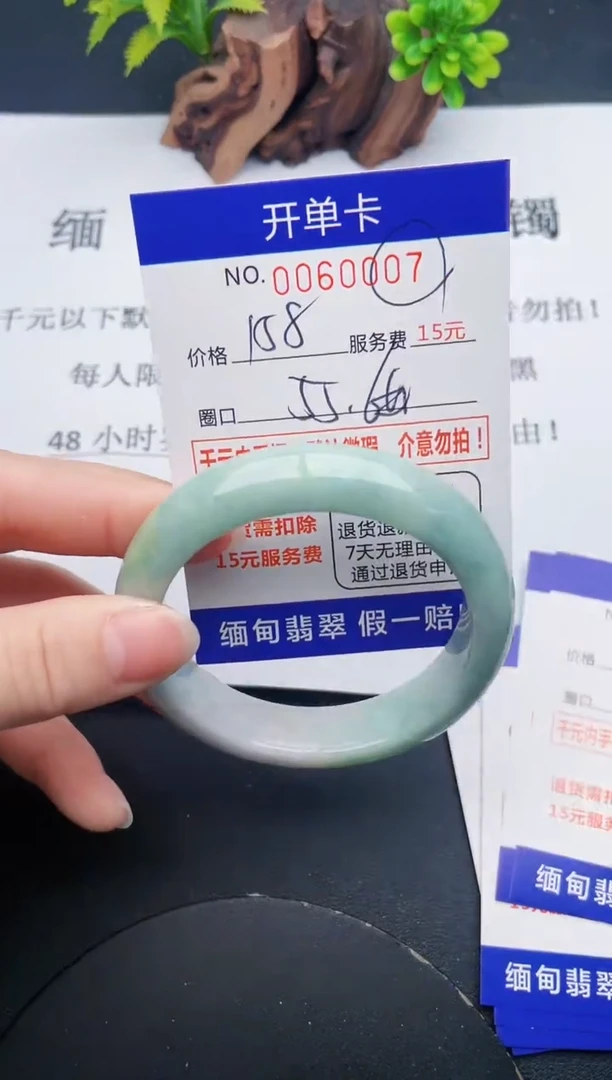 开单卡
缅 镯
NO. 0060007
千元以下默 勿拍！
价格 158 服务费 15元
每人限 黑
圈口 55.6
48 小时 由！
介意勿拍！
货需扣除
15元服务费
退货退
7天无理由
通过退货申
缅甸翡翠 假一赔
价格
圈口
千元内手
退货需扣
15元服务
缅甸翡
缅甸翡翠